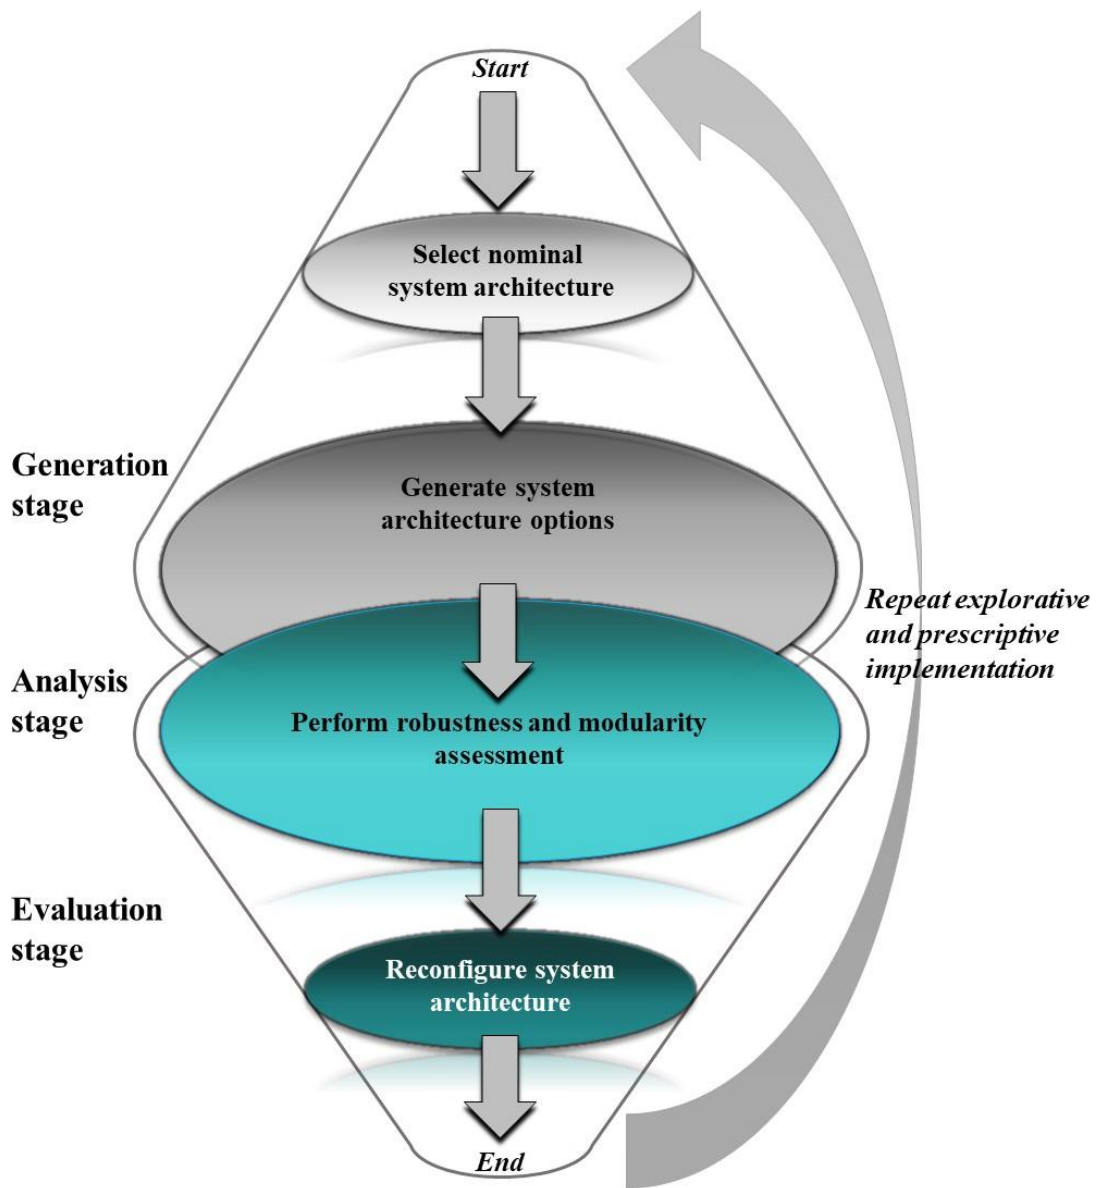 Start
Select nominal
system architecture
Generation
stage
Generate system
architecture options
Repeat explorative
and prescriptive
implementation
Analysis
stage
Perform robustness and modularity
assessment
Evaluation
stage
Reconfigure system
architecture
End